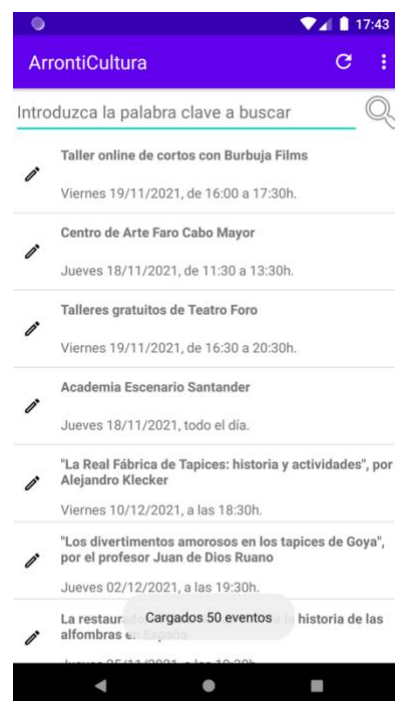 17:43
ArrontiCultura
Introduzca la palabra clave a buscar
Taller online de cortos con Burbuja Films
Viernes 19/11/2021, de 16:00 a 17:30h.
Centro de Arte Faro Cabo Mayor
Jueves 18/11/2021, de 11:30 a 13:30h.
Talleres gratuitos de Teatro Foro
Viernes 19/11/2021, de 16:30 a 20:30h.
Academia Escenario Santander
Jueves 18/11/2021, todo el día.
"La Real Fábrica de Tapices: historia y actividades", por
Alejandro Klecker
Viernes 10/12/2021, a las 18:30h.
"Los divertimentos amorosos en los tapices de Goya",
por el profesor Juan de Dios Ruano
Jueves 02/12/2021, a las 19:30h.
La historia de las
alfombras en España
Cargados 50 eventos